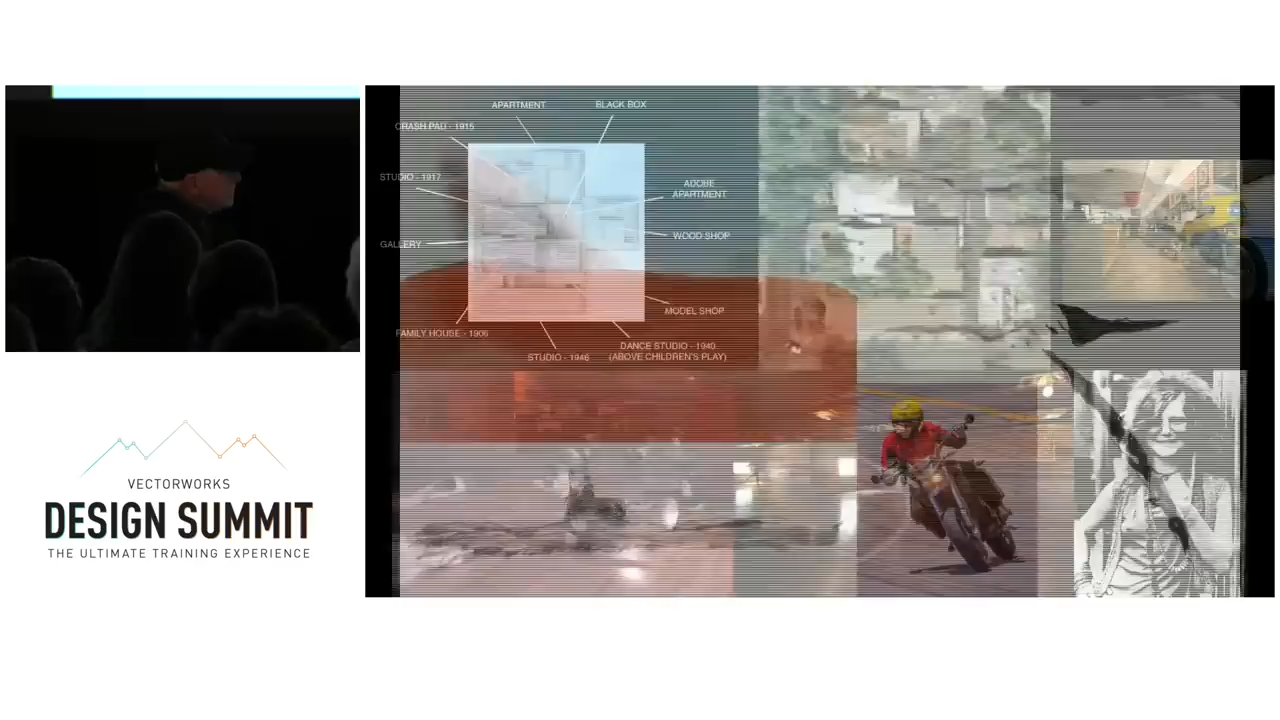 APARTMENT
BLACK BOX
CRASH PAD - 1915
STUDIO - 1917
ADOBE
APARTMENT
WOOD SHOP
GALLERY
MODEL SHOP
FAMILY HOUSE - 1906
STUDIO - 1946
DANCE STUDIO - 1940
(ABOVE CHILDREN'S PLAY)
VECTORWORKS
DESIGN SUMMIT
THE ULTIMATE TRAINING EXPERIENCE